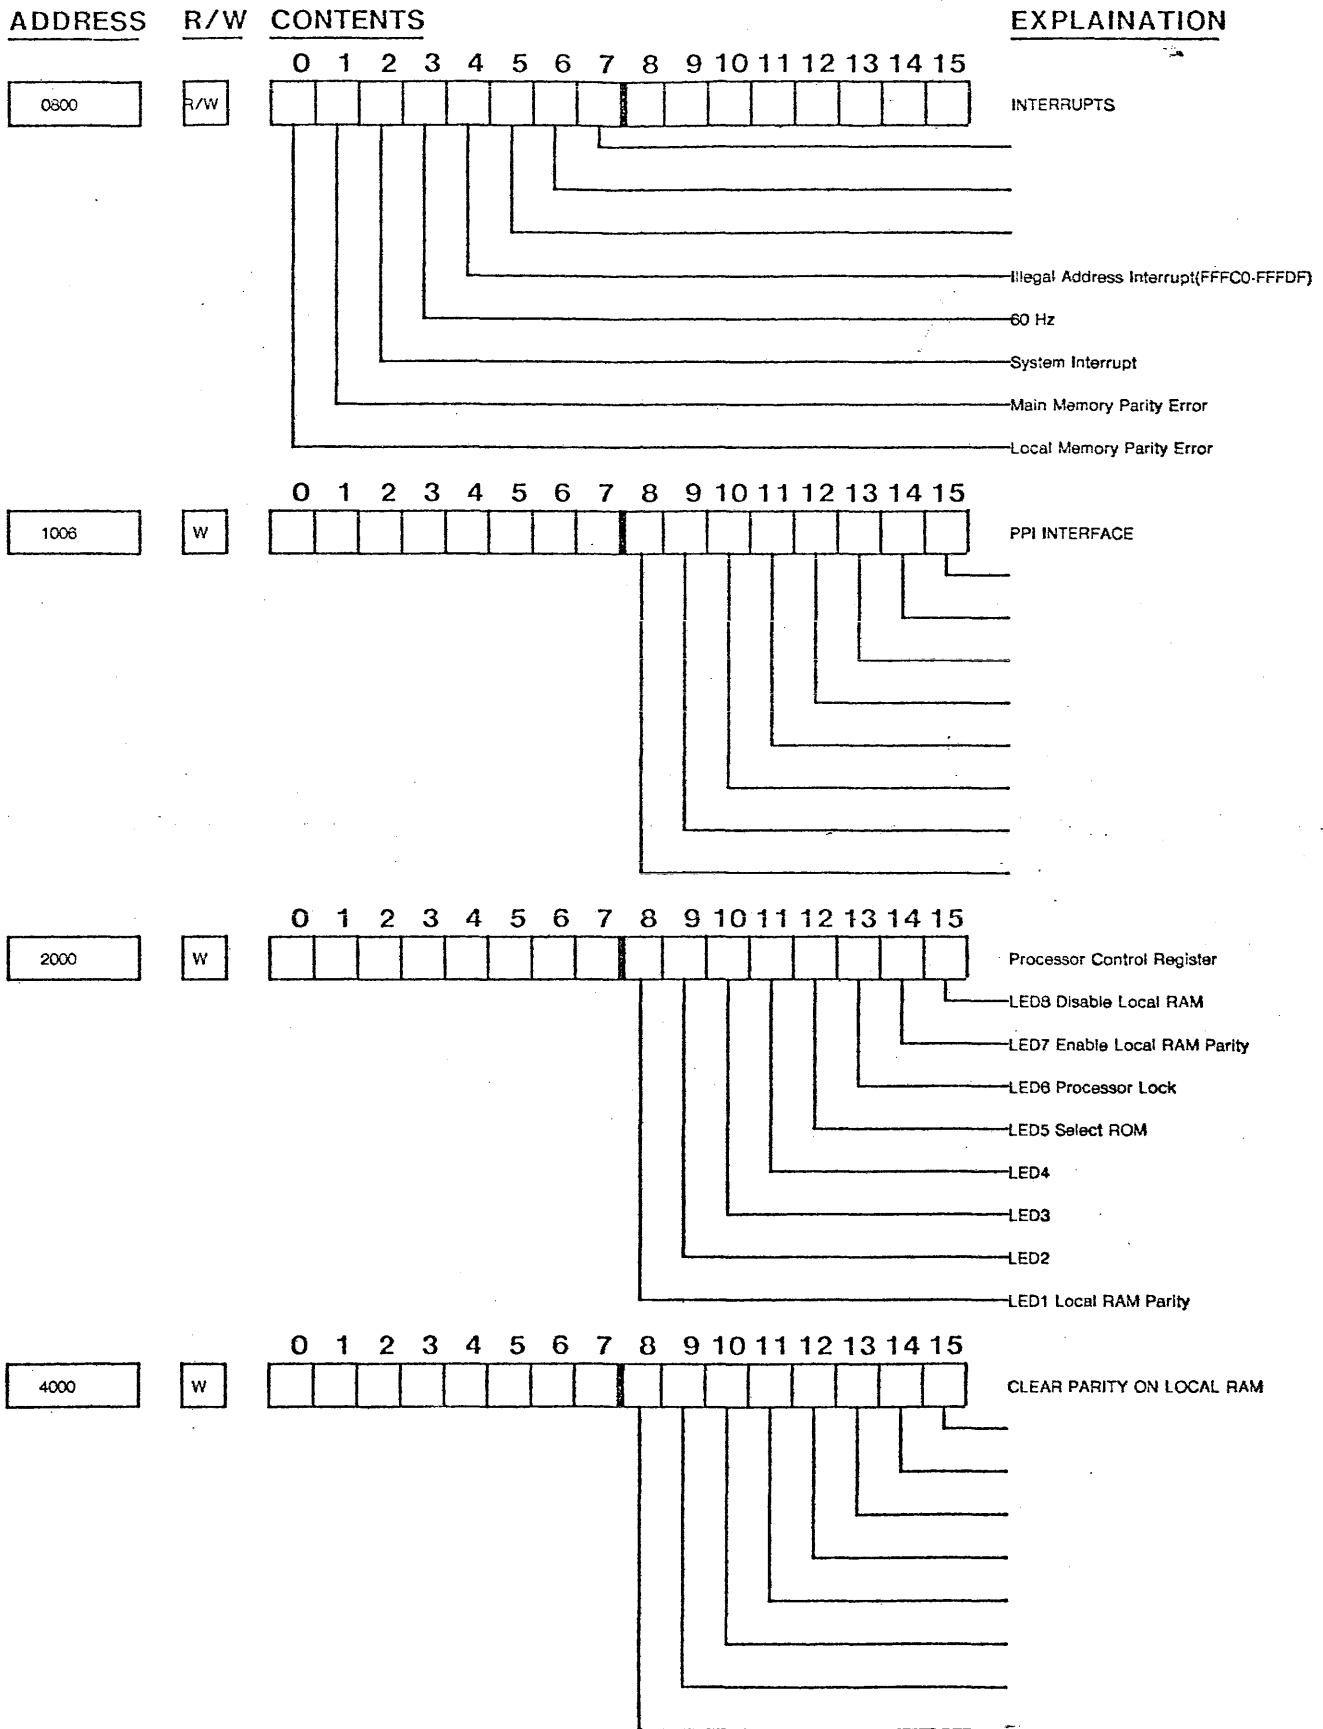 ADDRESS R/W CONTENTS EXPLAINATION
0 1 2 3 4 5 6 7 8 9 10 11 12 13 14 15
0800 R/W INTERRUPTS
Illegal Address Interrupt(FFFC0-FFFDF)
60 Hz
System Interrupt
Main Memory Parity Error
Local Memory Parity Error
0 1 2 3 4 5 6 7 8 9 10 11 12 13 14 15
1006 W PPI INTERFACE
0 1 2 3 4 5 6 7 8 9 10 11 12 13 14 15
2000 W Processor Control Register
LED8 Disable Local RAM
LED7 Enable Local RAM Parity
LED6 Processor Lock
LED5 Select ROM
LED4
LED3
LED2
LED1 Local RAM Parity
0 1 2 3 4 5 6 7 8 9 10 11 12 13 14 15
4000 W CLEAR PARITY ON LOCAL RAM